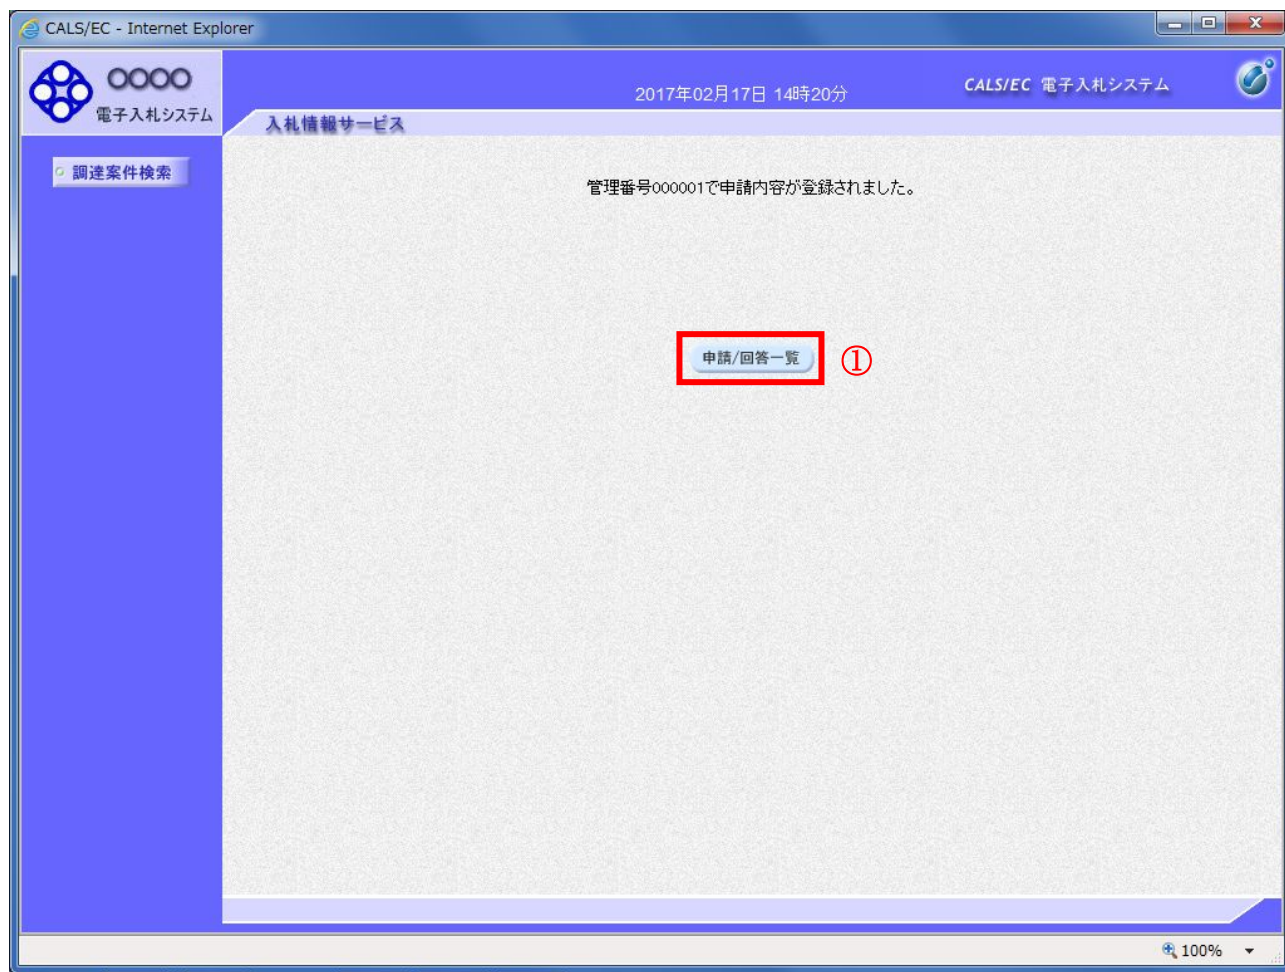 CALS/EC - Internet Explorer
〇〇〇〇
電子入札システム
2017年02月17日 14時20分
CALS/EC 電子入札システム
入札情報サービス
調達案件検索
管理番号000001で申請内容が登録されました。
申請/回答一覧 ①
100%